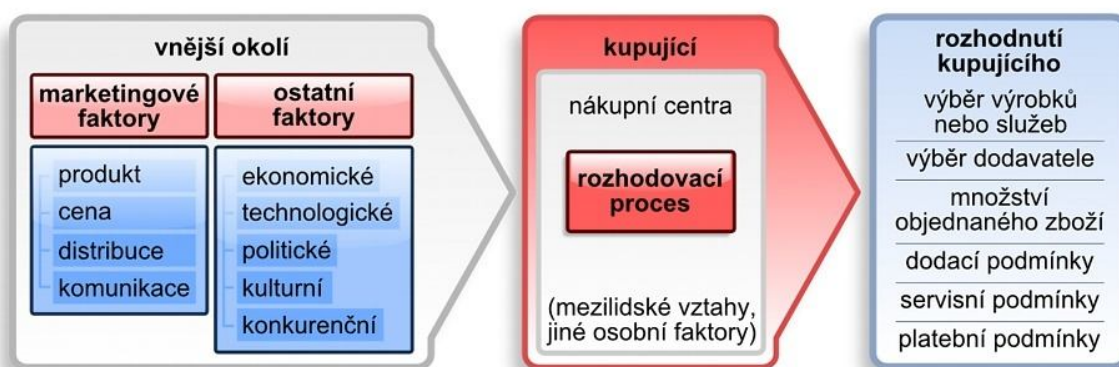 vnější okolí
marketingové
faktory
produkt
cena
distribuce
komunikace
ostatní
faktory
ekonomické
technologické
politické
kulturní
konkurenční
kupující
nákupní centra
rozhodovací
proces
(mezilidské vztahy,
jiné osobní faktory)
rozhodnutí
kupujícího
výběr výrobků
nebo služeb
výběr dodavatele
množství
objednaného zboží
dodací podmínky
servisní podmínky
platební podmínky